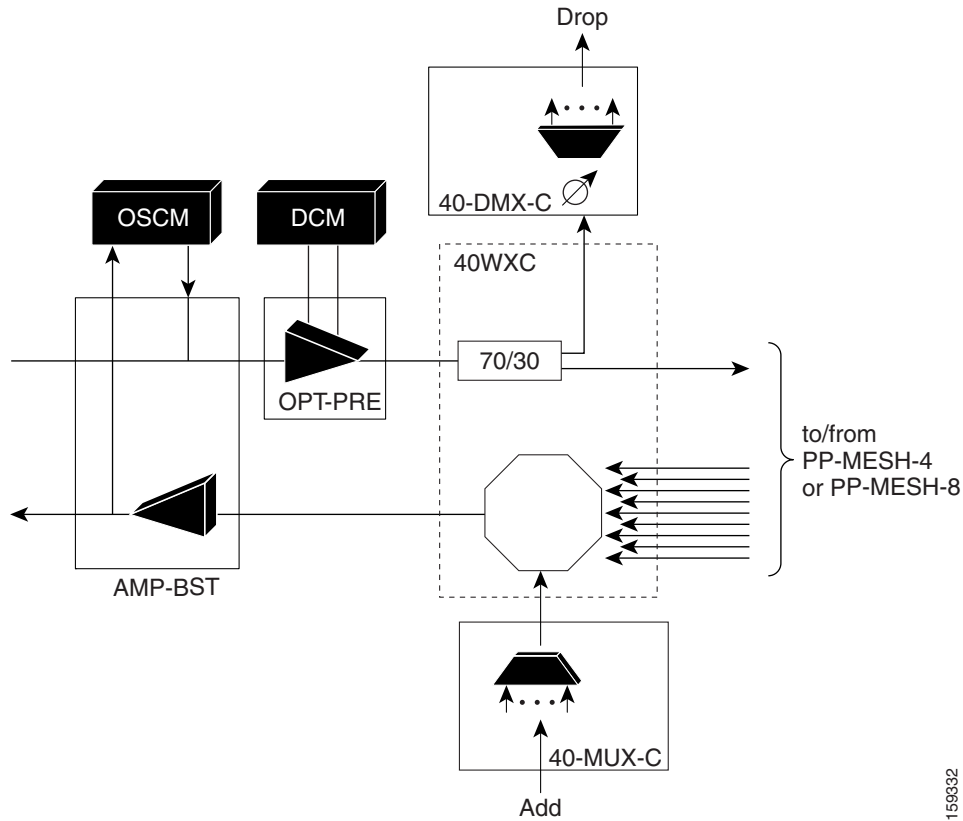 Drop
40-DMX-C
OSCM
DCM
40WXC
70/30
OPT-PRE
to/from
PP-MESH-4
or PP-MESH-8
AMP-BST
40-MUX-C
Add
159332